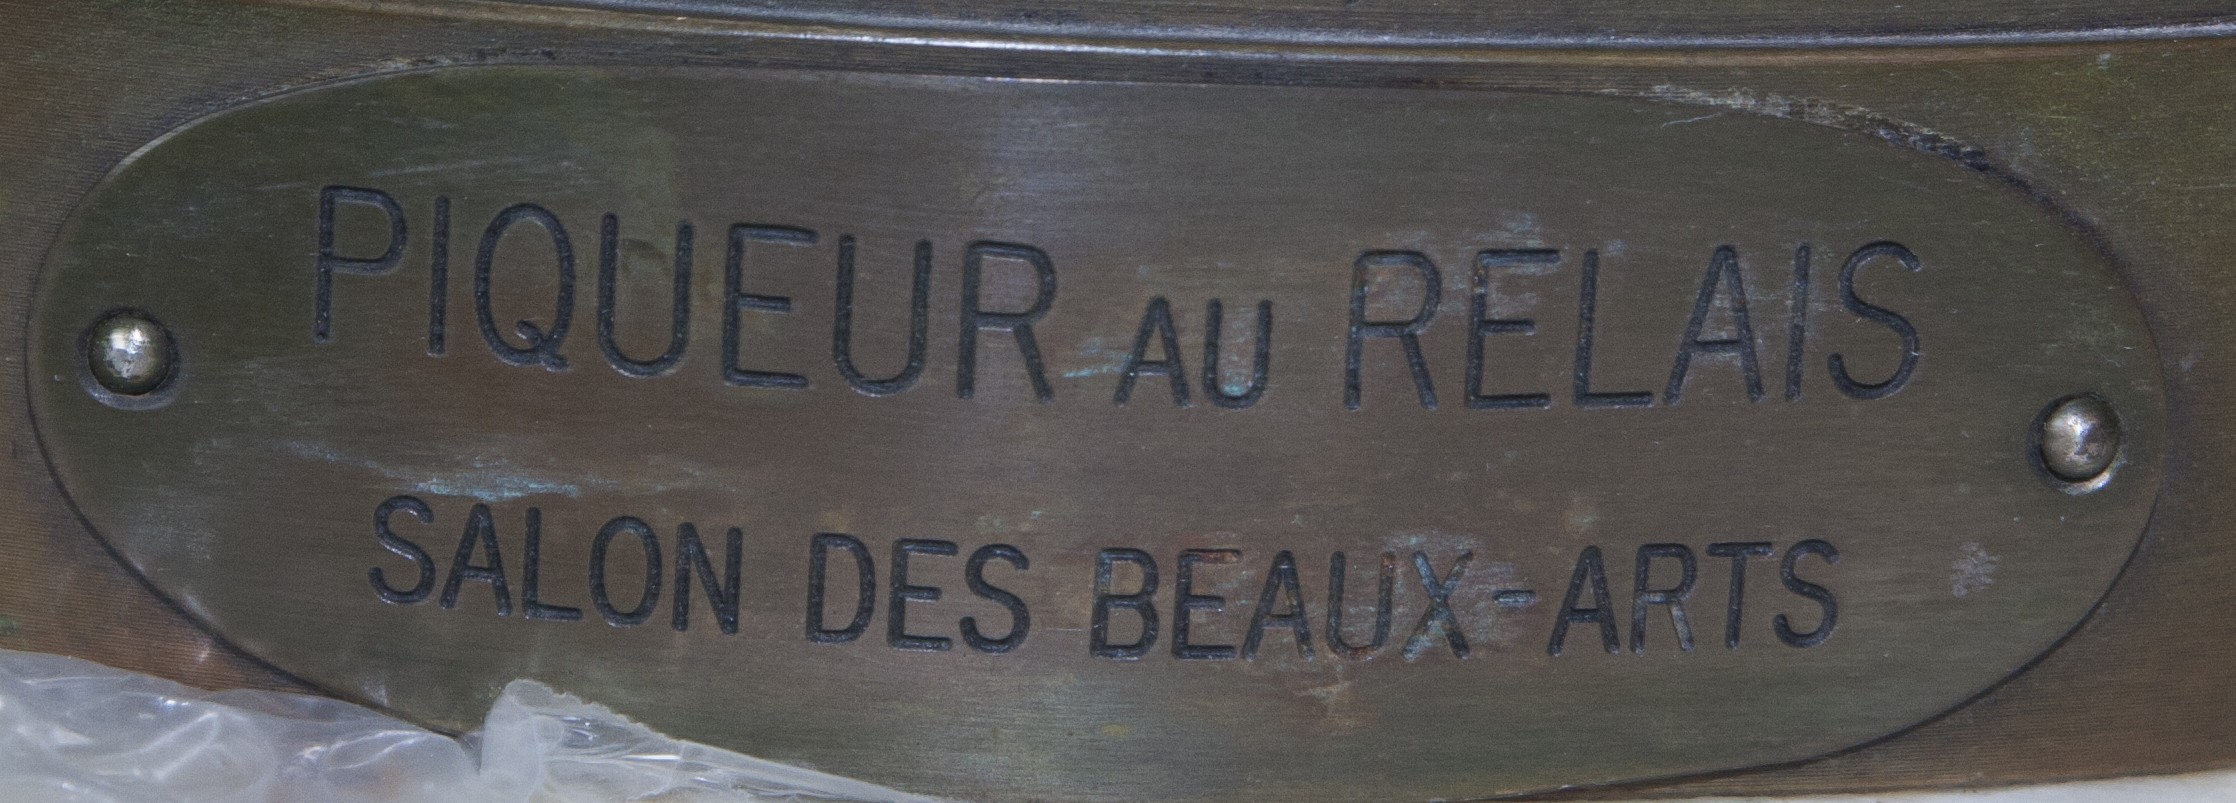 PIQUEUR AU RELAIS
SALON DES BEAUX-ARTS